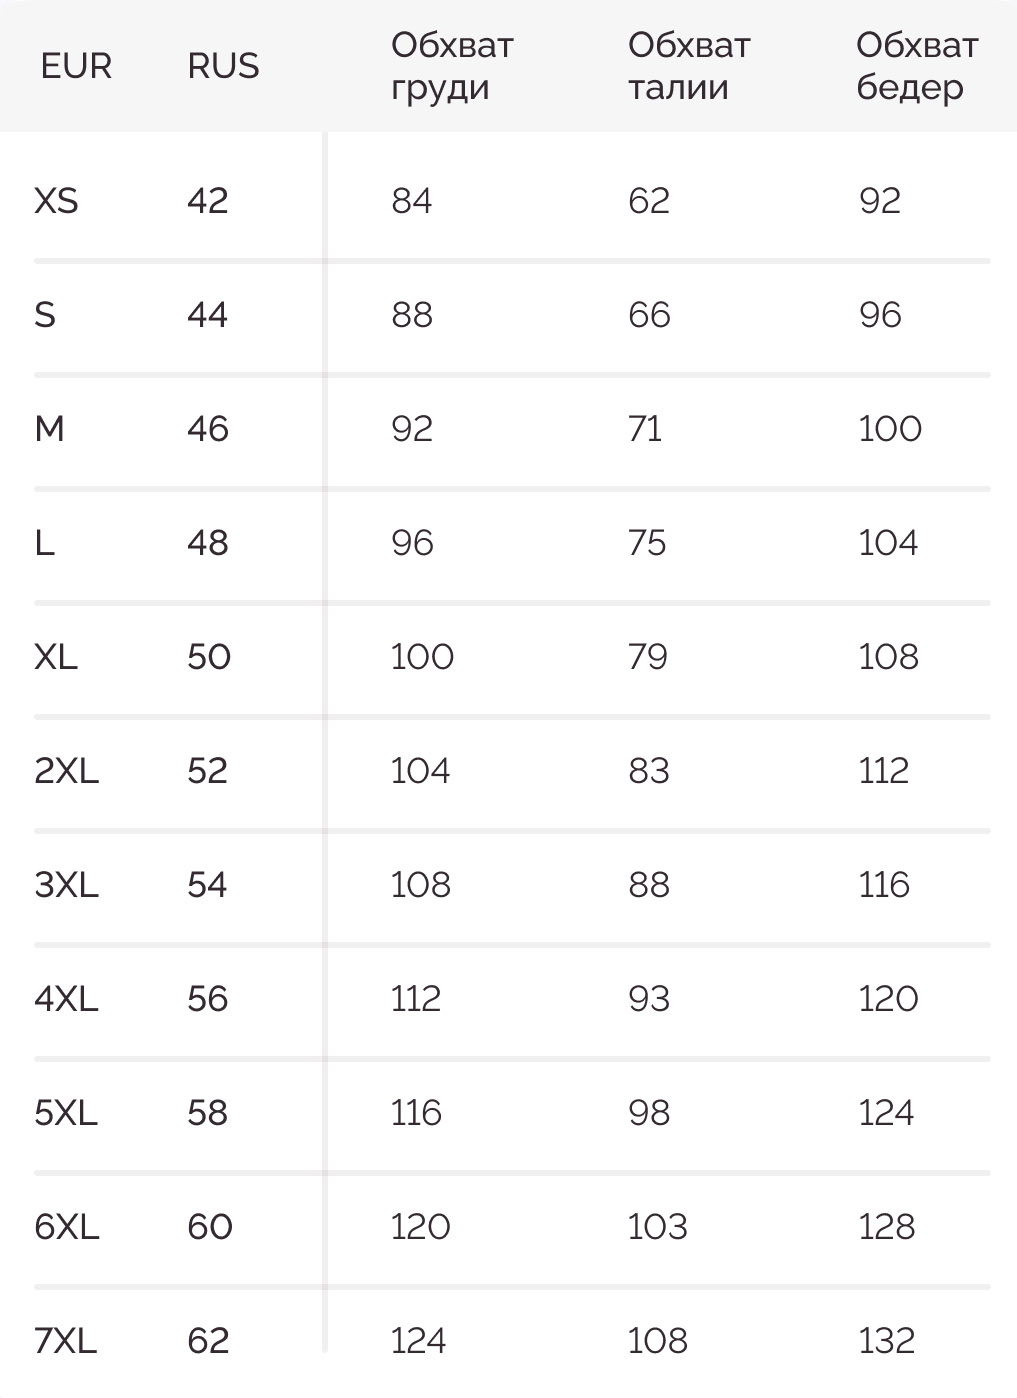 EUR RUS Обхват груди Обхват талии Обхват бедер
XS 42 84 62 92
S 44 88 66 96
M 46 92 71 100
L 48 96 75 104
XL 50 100 79 108
2XL 52 104 83 112
3XL 54 108 88 116
4XL 56 112 93 120
5XL 58 116 98 124
6XL 60 120 103 128
7XL 62 124 108 132